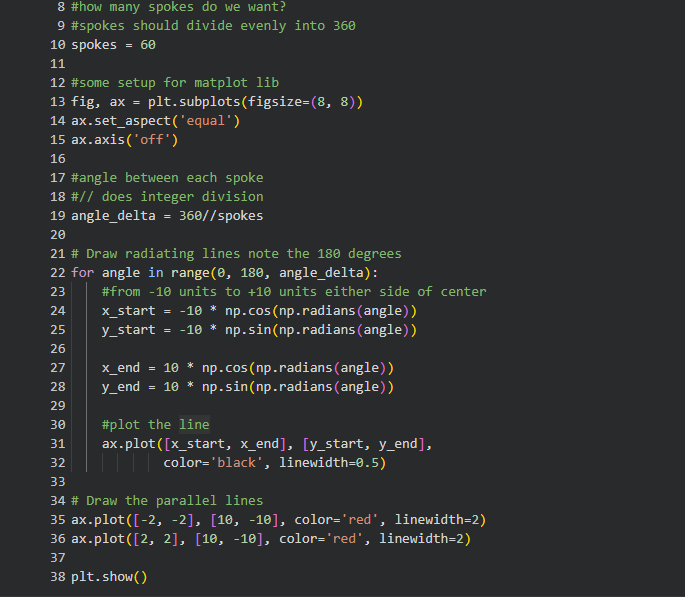 8 #how many spokes do we want?
9 #spokes should divide evenly into 360
10 spokes = 60
11
12 #some setup for matplot lib
13 fig, ax = plt.subplots(figsize=(8, 8))
14 ax.set_aspect('equal')
15 ax.axis('off')
16
17 #angle between each spoke
18 #// does integer division
19 angle_delta = 360//spokes
20
21 # Draw radiating lines note the 180 degrees
22 for angle in range(0, 180, angle_delta):
23     #from -10 units to +10 units either side of center
24     x_start = -10 * np.cos(np.radians(angle))
25     y_start = -10 * np.sin(np.radians(angle))
26
27     x_end = 10 * np.cos(np.radians(angle))
28     y_end = 10 * np.sin(np.radians(angle))
29
30     #plot the line
31     ax.plot([x_start, x_end], [y_start, y_end],
32             color='black', linewidth=0.5)
33
34 # Draw the parallel lines
35 ax.plot([-2, -2], [10, -10], color='red', linewidth=2)
36 ax.plot([2, 2], [10, -10], color='red', linewidth=2)
37
38 plt.show()